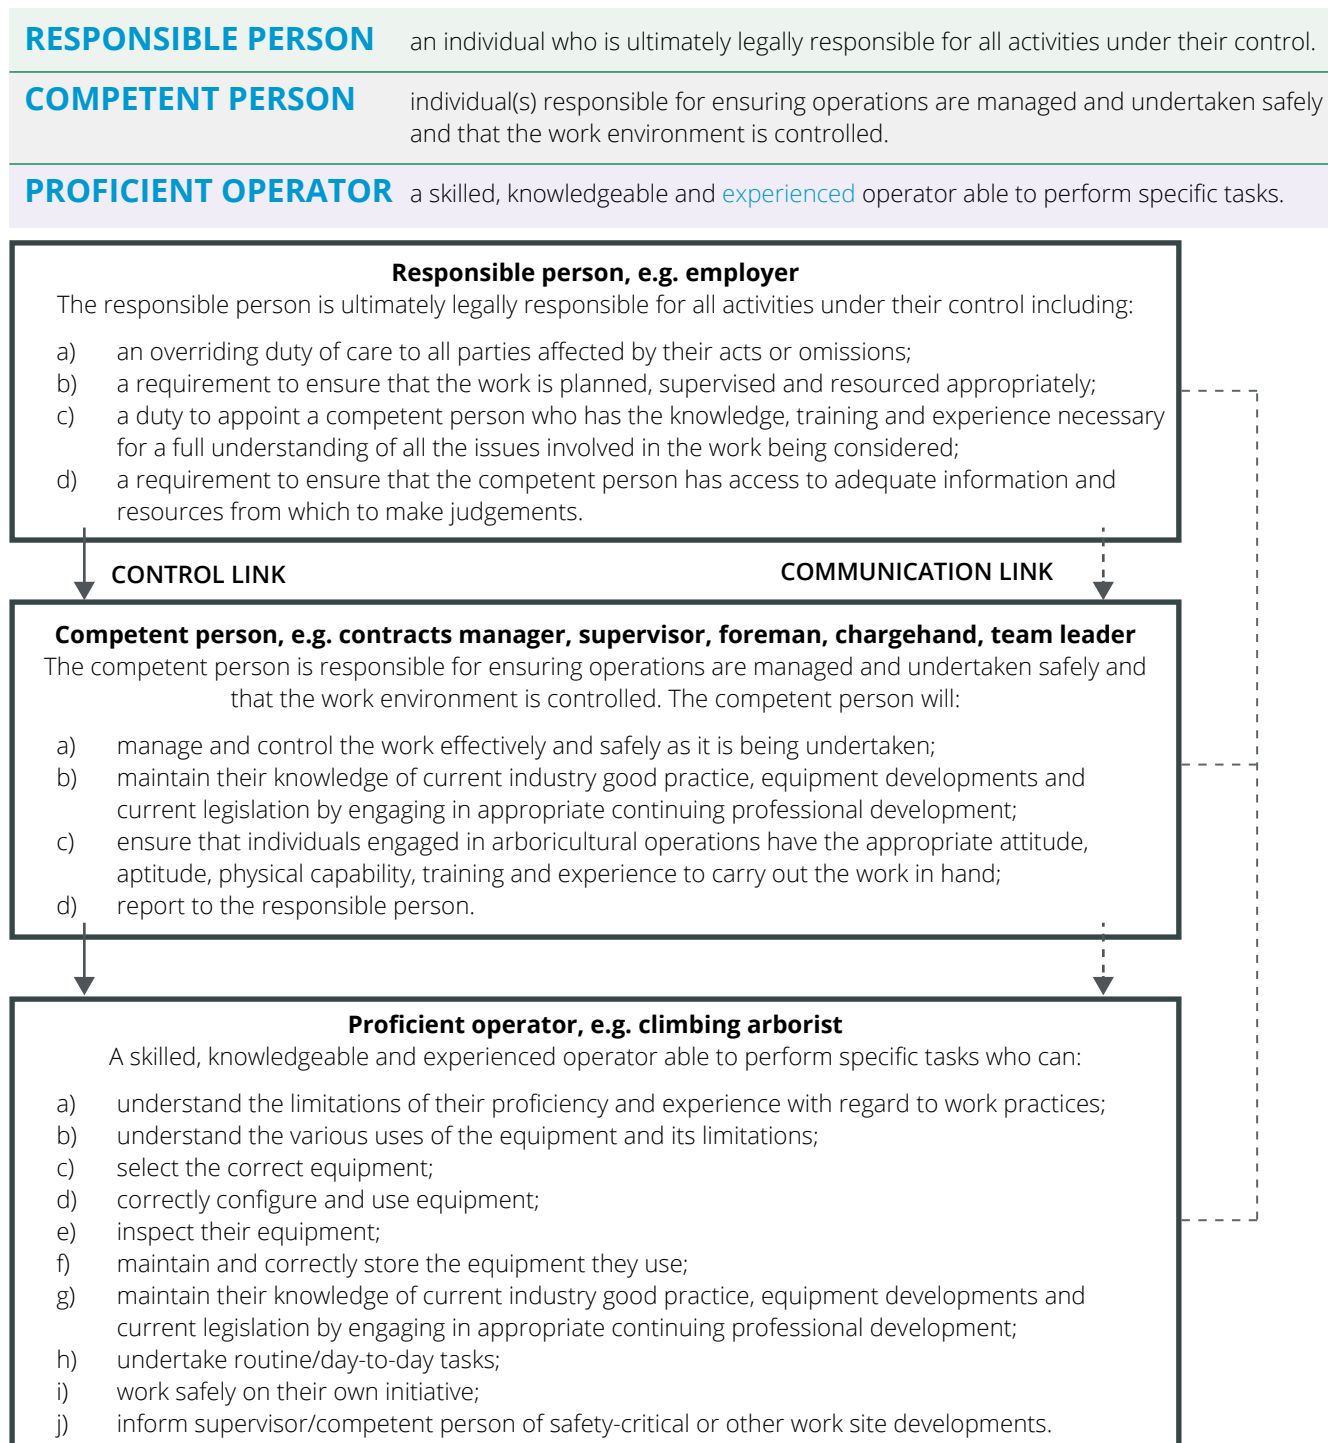 RESPONSIBLE PERSON an individual who is ultimately legally responsible for all activities under their control.
COMPETENT PERSON individual(s) responsible for ensuring operations are managed and undertaken safely
and that the work environment is controlled.
PROFICIENT OPERATOR a skilled, knowledgeable and experienced operator able to perform specific tasks.
Responsible person, e.g. employer
The responsible person is ultimately legally responsible for all activities under their control including:
a) an overriding duty of care to all parties affected by their acts or omissions;
b) a requirement to ensure that the work is planned, supervised and resourced appropriately;
c) a duty to appoint a competent person who has the knowledge, training and experience necessary
for a full understanding of all the issues involved in the work being considered;
d) a requirement to ensure that the competent person has access to adequate information and
resources from which to make judgements.
CONTROL LINK COMMUNICATION LINK
Competent person, e.g. contracts manager, supervisor, foreman, chargehand, team leader
The competent person is responsible for ensuring operations are managed and undertaken safely and
that the work environment is controlled. The competent person will:
a) manage and control the work effectively and safely as it is being undertaken;
b) maintain their knowledge of current industry good practice, equipment developments and
current legislation by engaging in appropriate continuing professional development;
c) ensure that individuals engaged in arboricultural operations have the appropriate attitude,
aptitude, physical capability, training and experience to carry out the work in hand;
d) report to the responsible person.
Proficient operator, e.g. climbing arborist
A skilled, knowledgeable and experienced operator able to perform specific tasks who can:
a) understand the limitations of their proficiency and experience with regard to work practices;
b) understand the various uses of the equipment and its limitations;
c) select the correct equipment;
d) correctly configure and use equipment;
e) inspect their equipment;
f) maintain and correctly store the equipment they use;
g) maintain their knowledge of current industry good practice, equipment developments and
current legislation by engaging in appropriate continuing professional development;
h) undertake routine/day-to-day tasks;
i) work safely on their own initiative;
j) inform supervisor/competent person of safety-critical or other work site developments.